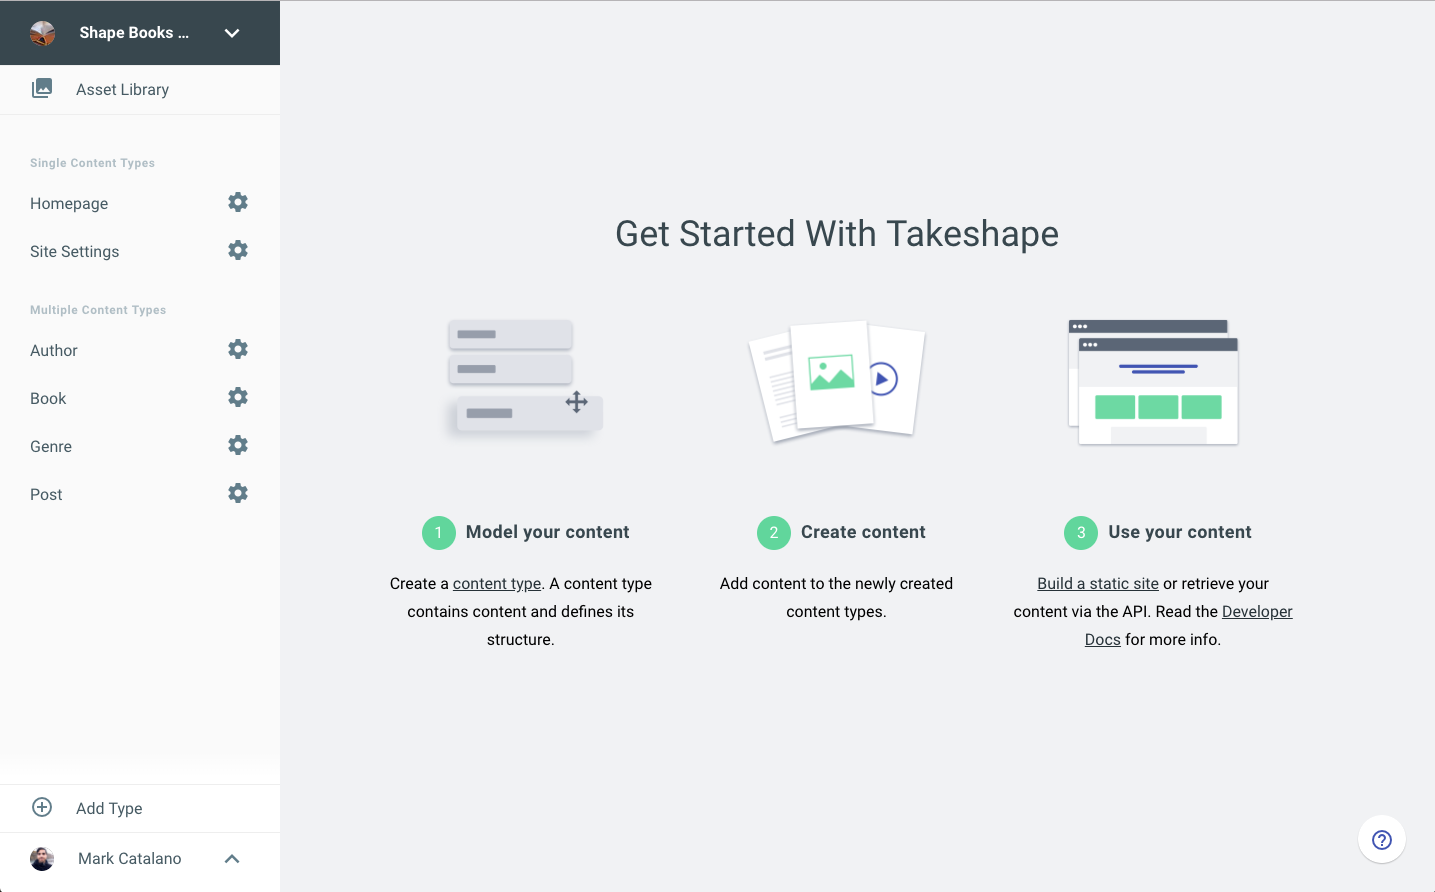 Shape Books ...
Asset Library
Single Content Types
Homepage
Site Settings
Multiple Content Types
Author
Book
Genre
Post
Add Type
Mark Catalano
Get Started With Takeshape
1 Model your content
Create a content type. A content type
contains content and defines its
structure.
2 Create content
Add content to the newly created
content types.
3 Use your content
Build a static site or retrieve your
content via the API. Read the Developer
Docs for more info.